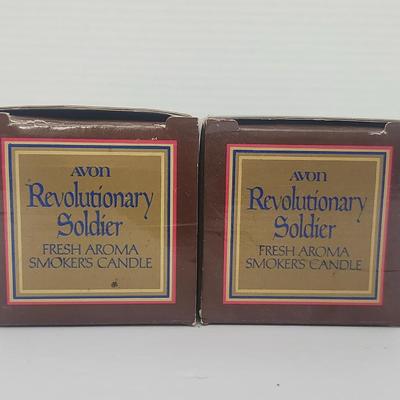 AVON
Revolutionary
Soldier
FRESH AROMA
SMOKER'S CANDLE
AVON
Revolutionary
Soldier
FRESH AROMA
SMOKER'S CANDLE